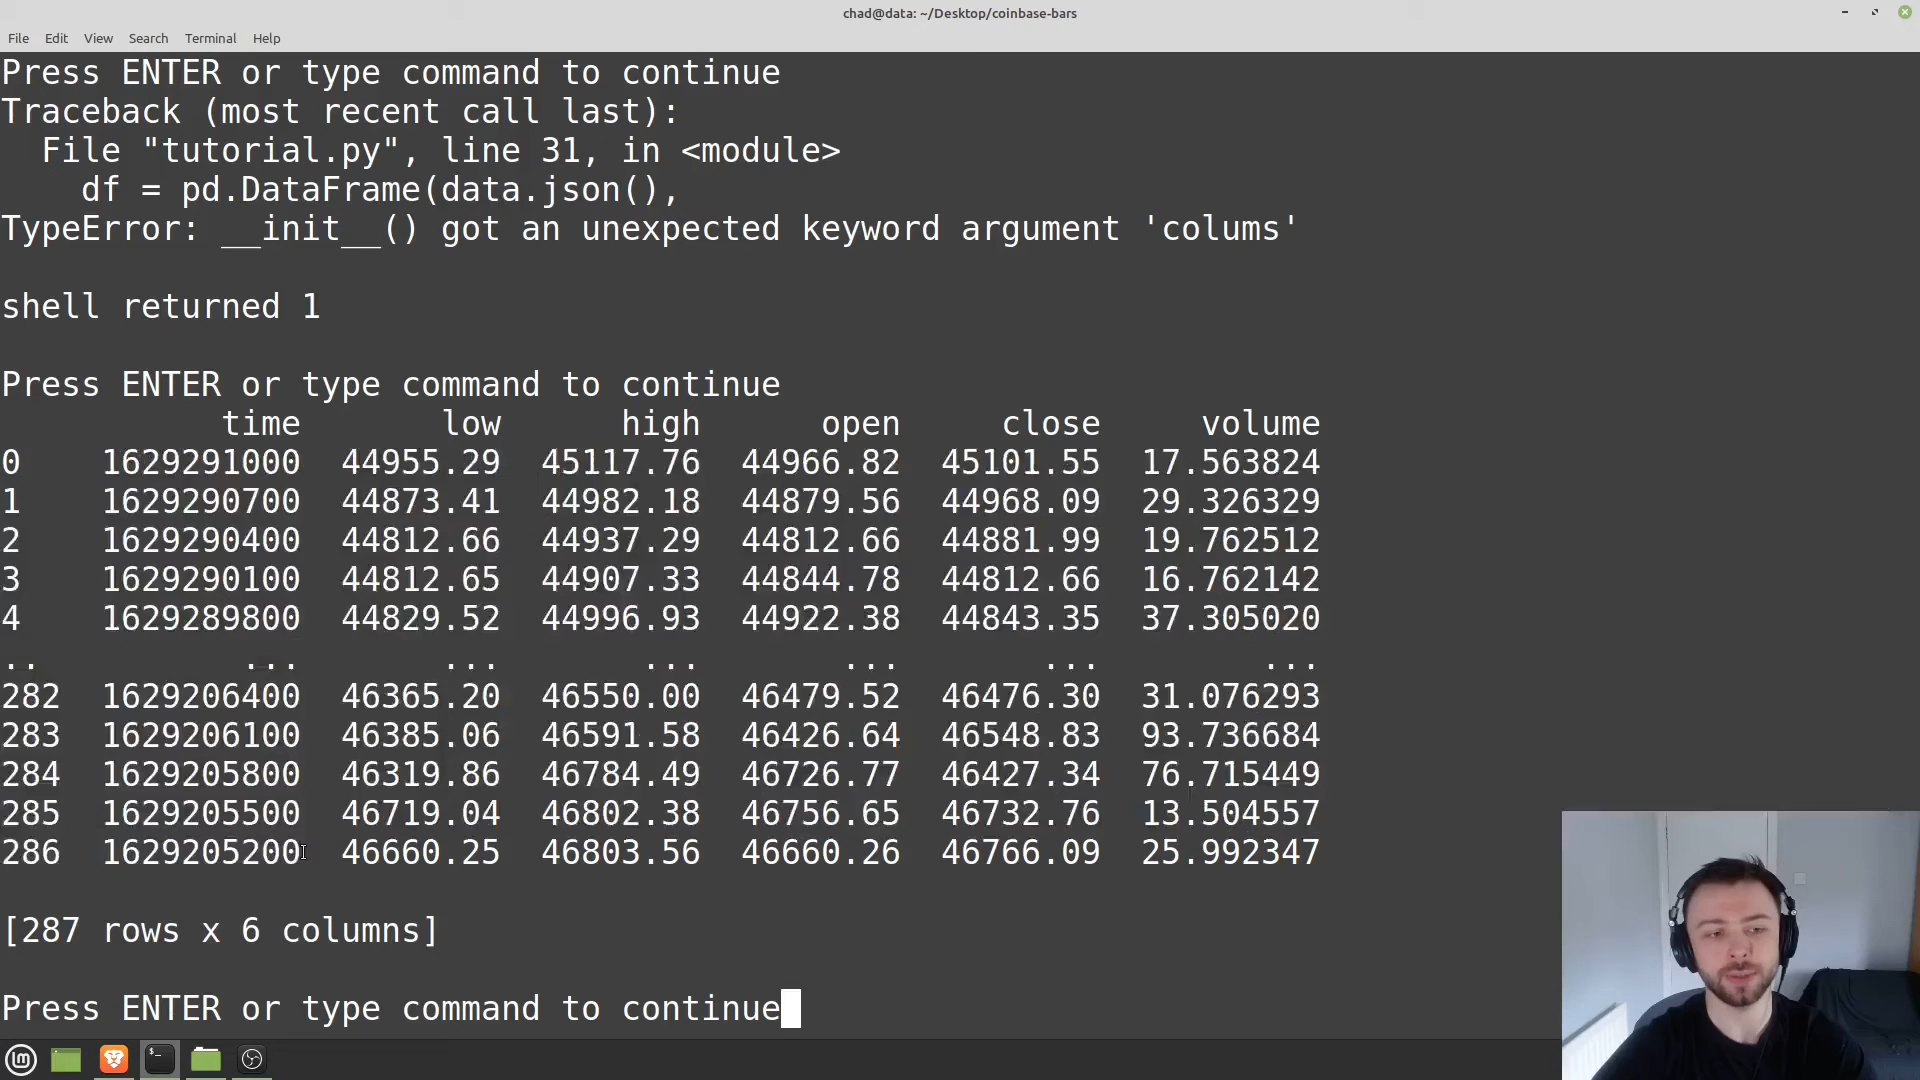 chad@data: ~/Desktop/coinbase-bars
File Edit View Search Terminal Help
Press ENTER or type command to continue
Traceback (most recent call last):
  File "tutorial.py", line 31, in <module>
    df = pd.DataFrame(data.json(),
TypeError: __init__() got an unexpected keyword argument 'colums'
shell returned 1
Press ENTER or type command to continue
time low high open close volume
0 1629291000 44955.29 45117.76 44966.82 45101.55 17.563824
1 1629290700 44873.41 44982.18 44879.56 44968.09 29.326329
2 1629290400 44812.66 44937.29 44812.66 44881.99 19.762512
3 1629290100 44812.65 44907.33 44844.78 44812.66 16.762142
4 1629289800 44829.52 44996.93 44922.38 44843.35 37.305020
.. ... ... ... ... ... ...
282 1629206400 46365.20 46550.00 46479.52 46476.30 31.076293
283 1629206100 46385.06 46591.58 46426.64 46548.83 93.736684
284 1629205800 46319.86 46784.49 46726.77 46427.34 76.715449
285 1629205500 46719.04 46802.38 46756.65 46732.76 13.504557
286 1629205200 46660.25 46803.56 46660.26 46766.09 25.992347
[287 rows x 6 columns]
Press ENTER or type command to continue